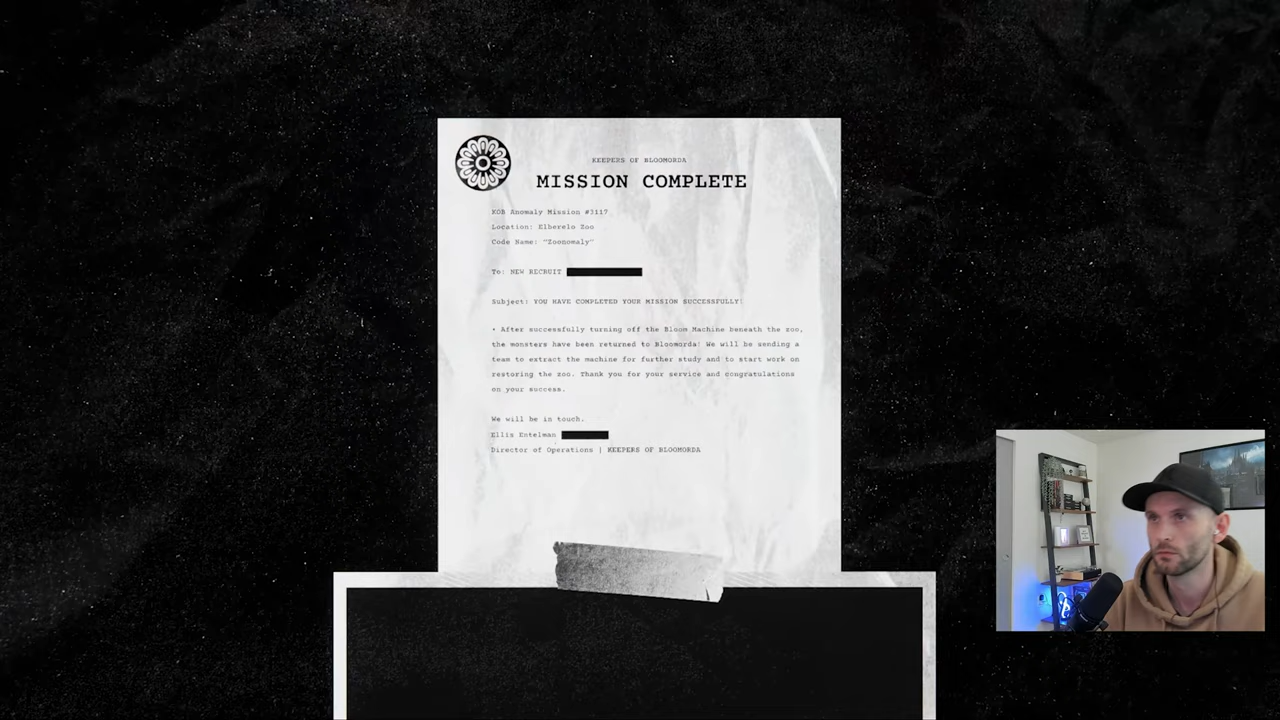 KEEPERS OF BLOOMORDA
MISSION COMPLETE
KOB Anomaly Mission #3117
Location: Elberelo Zoo
Code Name: "Zoonomaly"
To: NEW RECRUIT
Subject: YOU HAVE COMPLETED YOUR MISSION SUCCESSFULLY!
• After successfully turning off the Bloom Machine beneath the zoo,
the monsters have been returned to Bloomorda! We will be sending a
team to extract the machine for further study and to start work on
restoring the zoo. Thank you for your service and congratulations
on your success.
We will be in touch.
Ellis Entelman
Director of Operations | KEEPERS OF BLOOMORDA